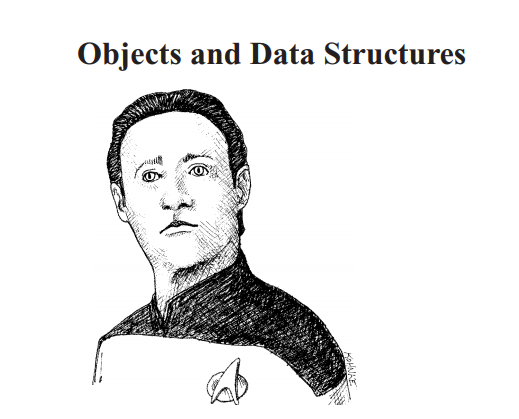 Objects and Data Structures